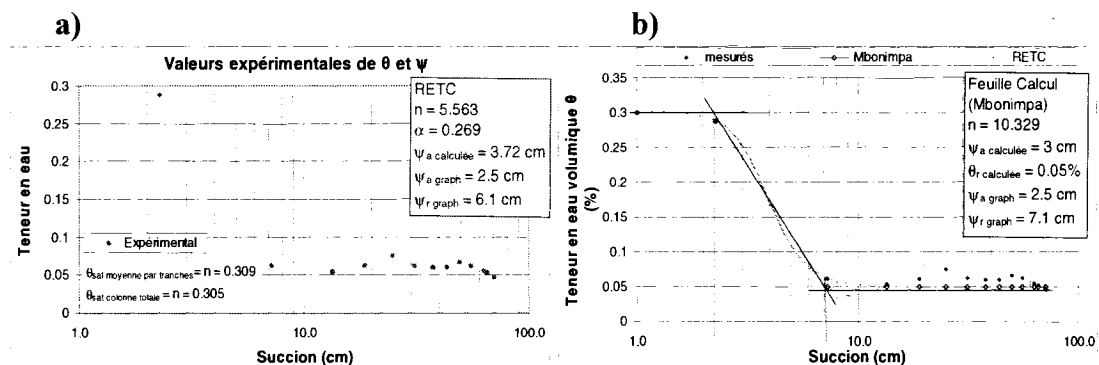 a)
Valeurs expérimentales de θ et ψ
0.3
0.25
0.2
0.15
0.1
0.05
0
Teneur en eau
RETC
n = 5.563
α = 0.269
ψa calculée = 3.72 cm
ψa graph = 2.5 cm
ψr graph = 6.1 cm
Expérimental
θsat moyenne par tranches = n = 0.309
θsat colonne totale = n = 0.305
1.0
10.0
100.0
Succion (cm)
b)
mesurés
Mbonimpa
RETC
0.35
0.3
0.25
0.2
0.15
0.1
0.05
0
Teneur en eau volumique θ
(%)
Feuille Calcul
(Mbonimpa)
n = 10.329
ψa calculée = 3 cm
θr calculée = 0.05%
ψa graph = 2.5 cm
ψr graph = 7.1 cm
1.0
10.0
100.0
Succion (cm)